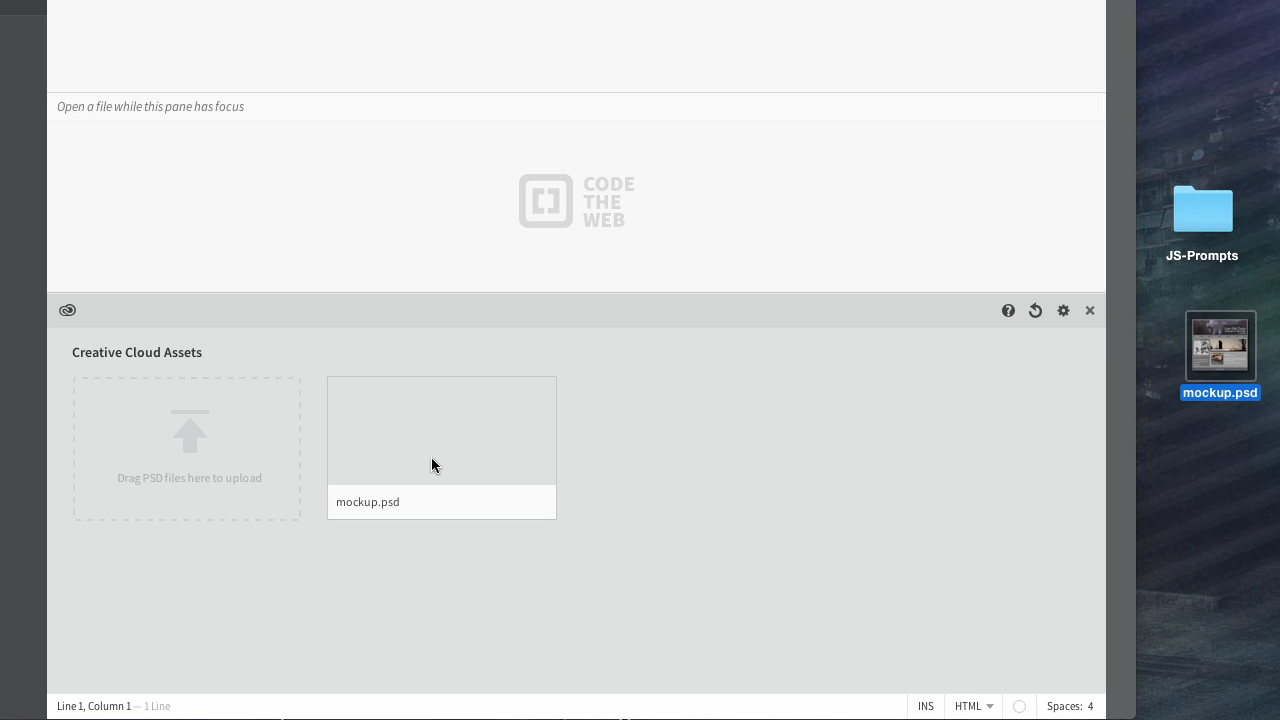 Open a file while this pane has focus
CODE
THE
WEB
JS-Prompts
Creative Cloud Assets
mockup.psd
Drag PSD files here to upload
mockup.psd
Line 1, Column 1 — 1 Line
INS
HTML
Spaces: 4